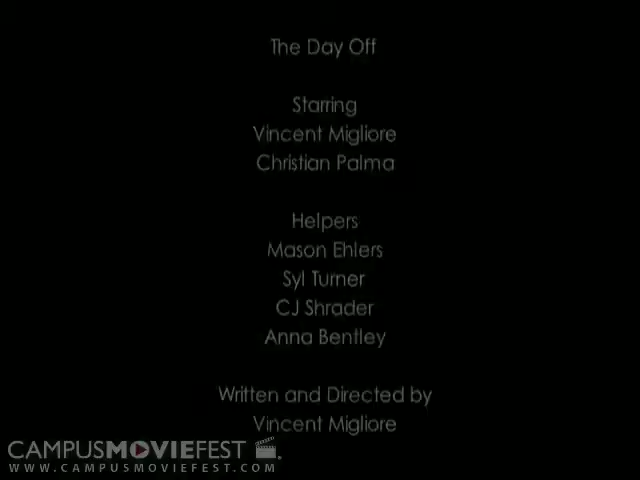 The Day Off
Starring
Vincent Migliore
Christian Palma
Helpers
Mason Ehlers
Syl Turner
CJ Shrader
Anna Bentley
Written and Directed by
Vincent Migliore
CAMPUSMOVIEFEST
WWW.CAMPUSMOVIEFEST.COM